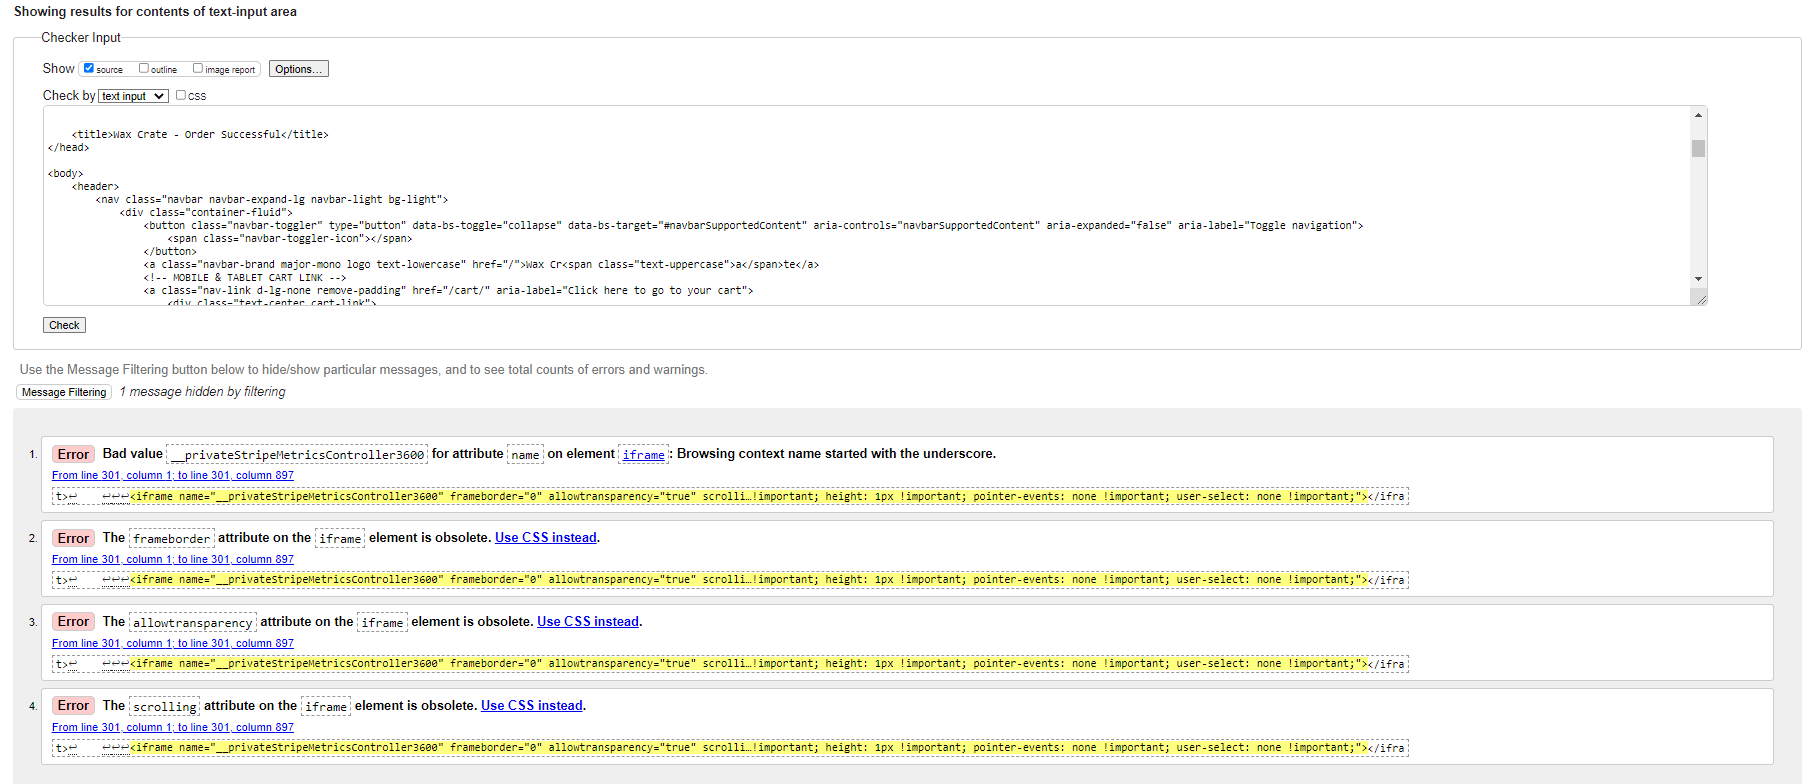 Showing results for contents of text-input area
Checker Input
Show source outline image report Options...
Check by text input css
<title>Wax Crate - Order Successful</title>
</head>
<body>
<header>
<nav class="navbar navbar-expand-lg navbar-light bg-light">
<div class="container-fluid">
<button class="navbar-toggler" type="button" data-bs-toggle="collapse" data-bs-target="#navbarSupportedContent" aria-controls="navbarSupportedContent" aria-expanded="false" aria-label="Toggle navigation">
<span class="navbar-toggler-icon"></span>
</button>
<a class="navbar-brand major-mono logo text-lowercase" href="/">Wax Cr<span class="text-uppercase">a</span>te</a>
<!-- MOBILE & TABLET CART LINK -->
<a class="nav-link d-lg-none remove-padding" href="/cart/" aria-label="Click here to go to your cart">
<div class="text-center cart-link">
Check
Use the Message Filtering button below to hide/show particular messages, and to see total counts of errors and warnings.
Message Filtering 1 message hidden by filtering
1. Error Bad value __privateStripeMetricsController3600 for attribute name on element iframe: Browsing context name started with the underscore.
From line 301, column 1; to line 301, column 897
t>↩ ↩↩↩<iframe name="__privateStripeMetricsController3600" frameborder="0" allowtransparency="true" scrolli…!important; height: 1px !important; pointer-events: none !important; user-select: none !important;"></ifra
2. Error The frameborder attribute on the iframe element is obsolete. Use CSS instead.
From line 301, column 1; to line 301, column 897
t>↩ ↩↩↩<iframe name="__privateStripeMetricsController3600" frameborder="0" allowtransparency="true" scrolli…!important; height: 1px !important; pointer-events: none !important; user-select: none !important;"></ifra
3. Error The allowtransparency attribute on the iframe element is obsolete. Use CSS instead.
From line 301, column 1; to line 301, column 897
t>↩ ↩↩↩<iframe name="__privateStripeMetricsController3600" frameborder="0" allowtransparency="true" scrolli…!important; height: 1px !important; pointer-events: none !important; user-select: none !important;"></ifra
4. Error The scrolling attribute on the iframe element is obsolete. Use CSS instead.
From line 301, column 1; to line 301, column 897
t>↩ ↩↩↩<iframe name="__privateStripeMetricsController3600" frameborder="0" allowtransparency="true" scrolli…!important; height: 1px !important; pointer-events: none !important; user-select: none !important;"></ifra